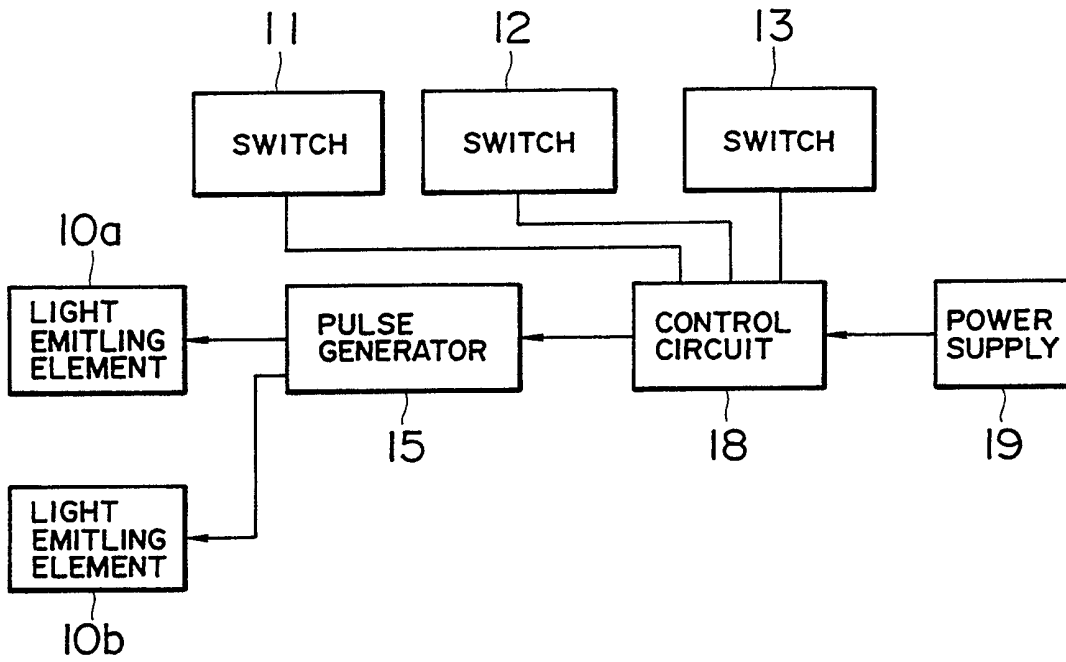 11
12
13
SWITCH
SWITCH
SWITCH
10a
LIGHT
EMITLING
ELEMENT
PULSE
GENERATOR
CONTROL
CIRCUIT
POWER
SUPPLY
15
18
19
LIGHT
EMITLING
ELEMENT
10b